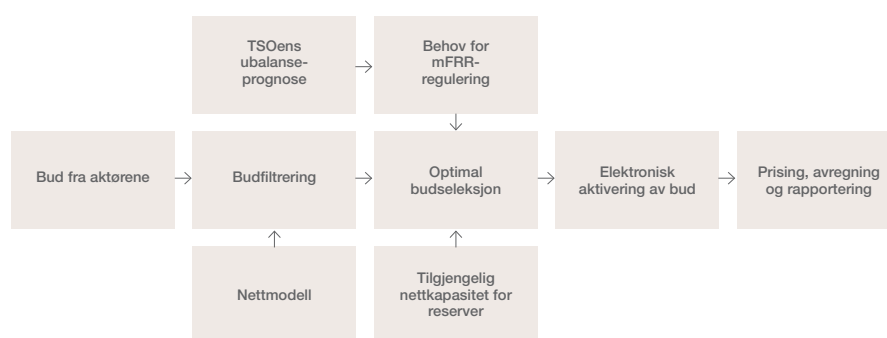 TSOens
ubalanse-
prognose
Behov for
mFRR-
regulering
Bud fra aktørene
Budfiltrering
Optimal
budseleksjon
Elektronisk
aktivering av bud
Prising, avregning
og rapportering
Nettmodell
Tilgjengelig
nettkapasitet for
reserver